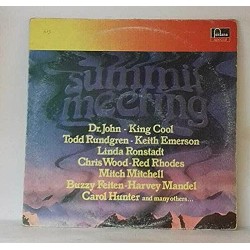 summit
meeting
Dr. John - King Cool
Todd Rundgren - Keith Emerson
Linda Ronstadt
Chris Wood - Red Rhodes
Mitch Mitchell
Buzzy Feiten - Harvey Mandel
Carol Hunter and many others...